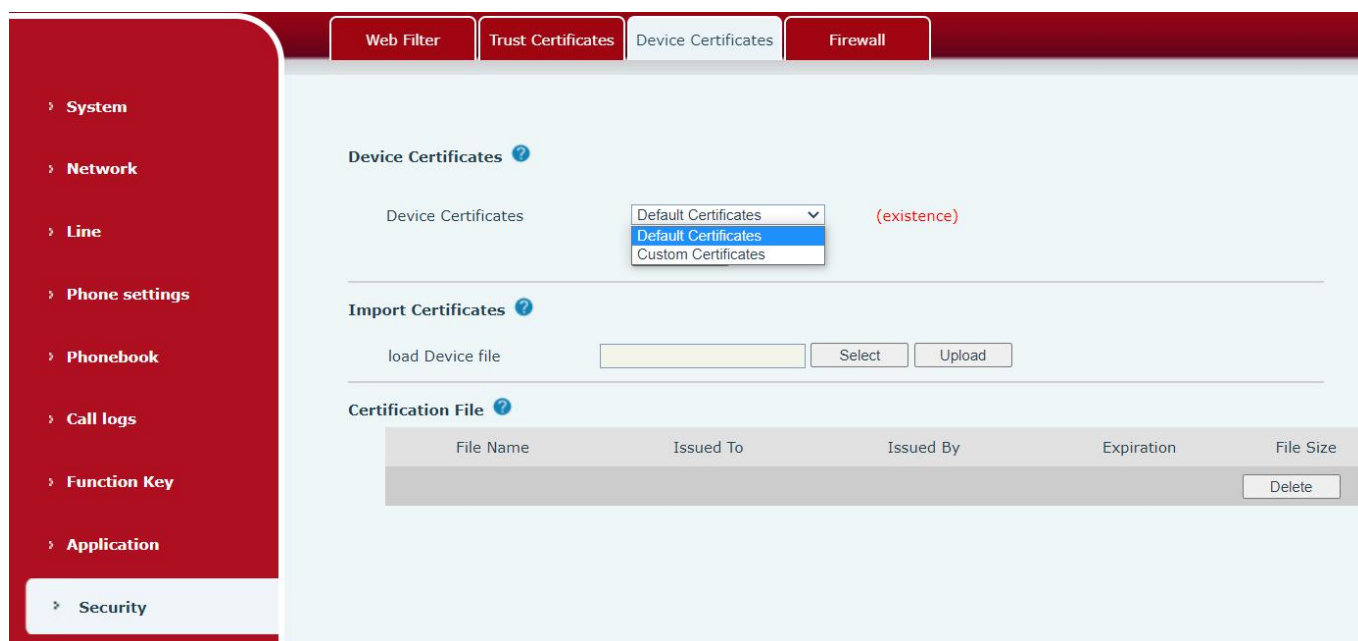 Web Filter
Trust Certificates
Device Certificates
Firewall
System
Network
Line
Phone settings
Phonebook
Call logs
Function Key
Application
Security
Device Certificates ?
Device Certificates Default Certificates (existence)
Default Certificates
Custom Certificates
Import Certificates ?
load Device file Select Upload
Certification File ?
File Name Issued To Issued By Expiration File Size
Delete